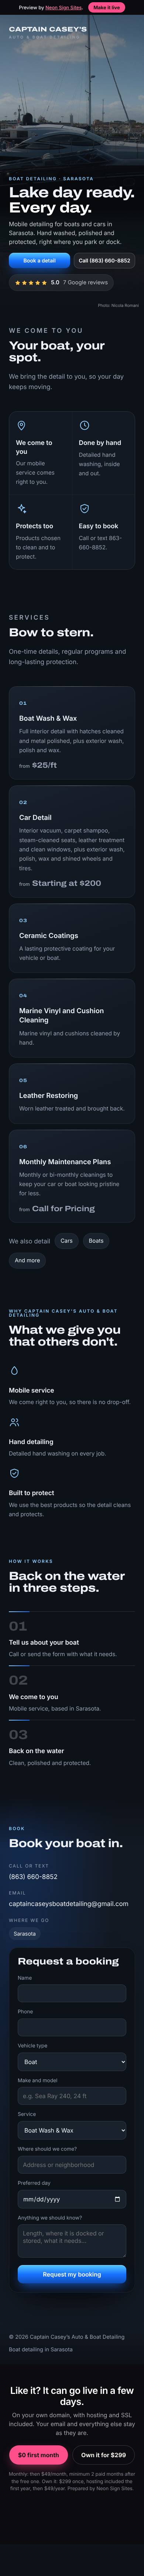 Preview by Neon Sign Sites. Make it live
CAPTAIN CASEY'S
AUTO & BOAT DETAILING
BOAT DETAILING · SARASOTA
Lake day ready.
Every day.
Mobile detailing for boats and cars in
Sarasota. Hand washed, polished and
protected, right where you park or dock.
Book a detail
Call (863) 660-8852
★★★★★ 5.0 7 Google reviews
Photo: Nicola Romani
WE COME TO YOU
Your boat, your
spot.
We bring the detail to you, so your day
keeps moving.
We come to
you
Our mobile
service comes
right to you.
Done by hand
Detailed hand
washing, inside
and out.
Protects too
Products chosen
to clean and to
protect.
Easy to book
Call or text 863-
660-8852.
SERVICES
Bow to stern.
One-time details, regular programs and
long-lasting protection.
01
Boat Wash & Wax
Full interior detail with hatches cleaned
and metal polished, plus exterior wash,
polish and wax.
from $25/ft
02
Car Detail
Interior vacuum, carpet shampoo,
steam-cleaned seats, leather treatment
and clean windows, plus exterior wash,
polish, wax and shined wheels and
tires.
from Starting at $200
03
Ceramic Coatings
A lasting protective coating for your
vehicle or boat.
04
Marine Vinyl and Cushion
Cleaning
Marine vinyl and cushions cleaned by
hand.
05
Leather Restoring
Worn leather treated and brought back.
06
Monthly Maintenance Plans
Monthly or bi-monthly cleanings to
keep your car or boat looking pristine
for less.
from Call for Pricing
We also detail Cars Boats
And more
WHY CAPTAIN CASEY'S AUTO & BOAT
DETAILING
What we give you
that others don't.
Mobile service
We come right to you, so there is no drop-off.
Hand detailing
Detailed hand washing on every job.
Built to protect
We use the best products so the detail cleans
and protects.
HOW IT WORKS
Back on the water
in three steps.
01
Tell us about your boat
Call or send the form with what it needs.
02
We come to you
Mobile service, based in Sarasota.
03
Back on the water
Clean, polished and protected.
BOOK
Book your boat in.
CALL OR TEXT
(863) 660-8852
EMAIL
captaincaseysboatdetailing@gmail.com
WHERE WE GO
Sarasota
Request a booking
Name
Phone
Vehicle type
Boat
Make and model
e.g. Sea Ray 240, 24 ft
Service
Boat Wash & Wax
Where should we come?
Address or neighborhood
Preferred day
mm/dd/yyyy
Anything we should know?
Length, where it is docked or
stored, what it needs...
Request my booking
© 2026 Captain Casey's Auto & Boat Detailing
Boat detailing in Sarasota
Like it? It can go live in a few
days.
On your own domain, with hosting and SSL
included. Your email and everything else stay
as they are.
$0 first month
Own it for $299
Monthly: then $49/month, minimum 2 paid months after
the free one. Own it: $299 once, hosting included the
first year, then $49/year. Prepared by Neon Sign Sites.